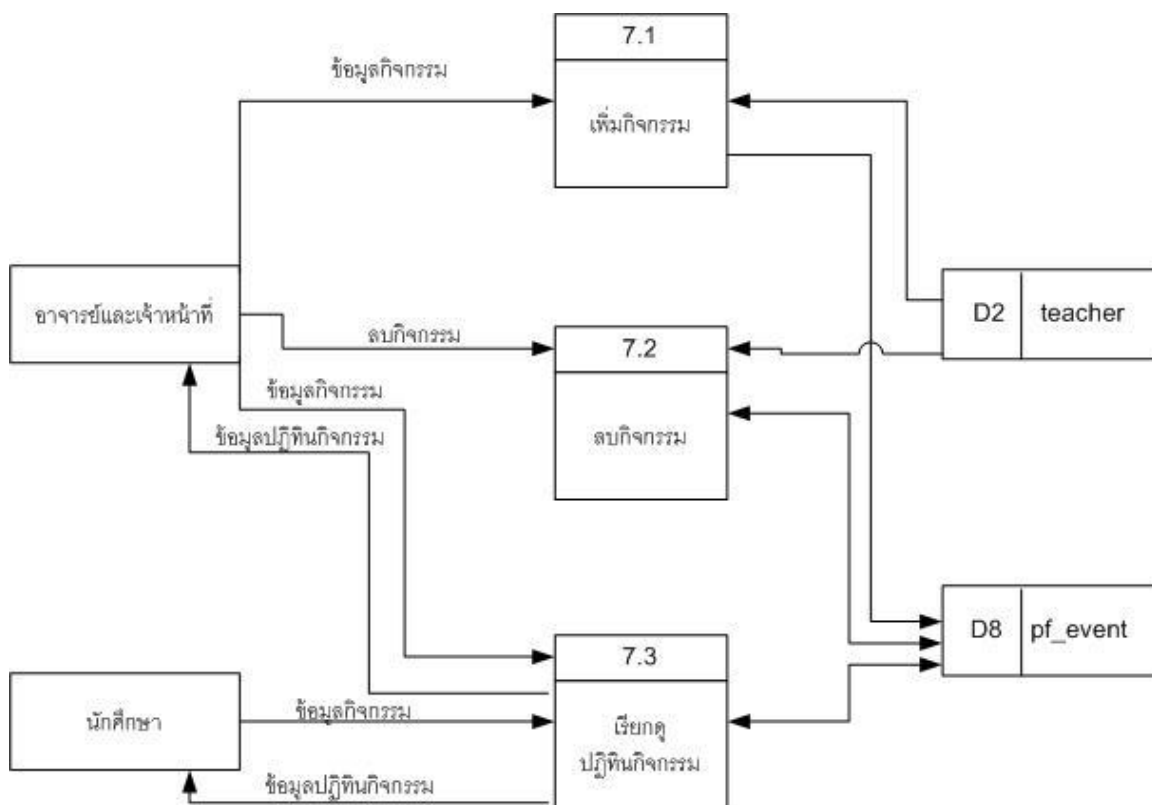 7.1
ข้อมูลกิจกรรม
เพิ่มกิจกรรม
อาจารย์และเจ้าหน้าที่
D2 teacher
ลบกิจกรรม
7.2
ข้อมูลกิจกรรม
ข้อมูลปฎิทินกิจกรรม
ลบกิจกรรม
D8 pf_event
7.3
นักศึกษา
ข้อมูลกิจกรรม
เรียกดู
ปฎิทินกิจกรรม
ข้อมูลปฎิทินกิจกรรม